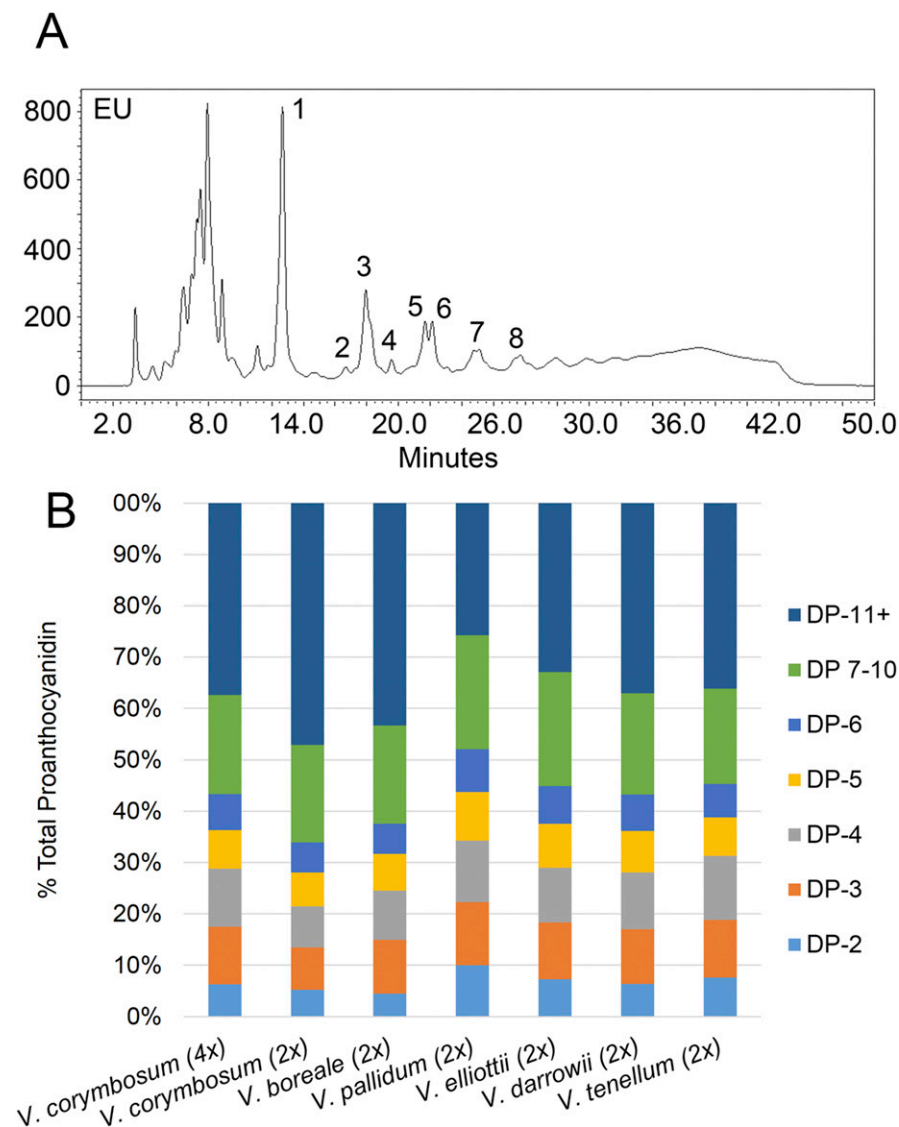 A
EU
800
600
400
200
0
1
2
3
4
5
6
7
8
2.0 8.0 14.0 20.0 26.0 30.0 36.0 42.0 50.0
Minutes
B
00%
90%
80%
70%
60%
50%
40%
30%
20%
10%
0%
% Total Proanthocyanidin
V. corymbosum (4x)
V. corymbosum (2x)
V. boreale (2x)
V. pallidum (2x)
V. elliottii (2x)
V. darrowii (2x)
V. tenellum (2x)
DP-11+
DP 7-10
DP-6
DP-5
DP-4
DP-3
DP-2